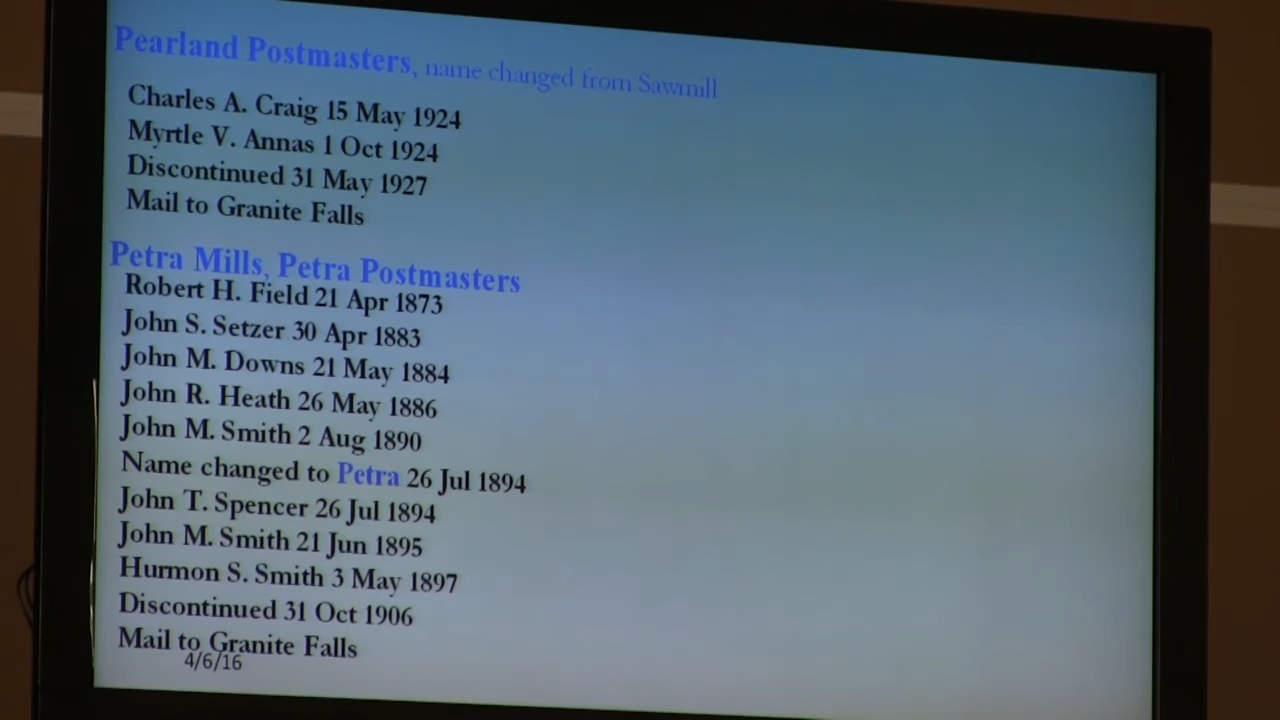 Pearland Postmasters, name changed from Sawmill
Charles A. Craig 15 May 1924
Myrtle V. Annas 1 Oct 1924
Discontinued 31 May 1927
Mail to Granite Falls
Petra Mills, Petra Postmasters
Robert H. Field 21 Apr 1873
John S. Setzer 30 Apr 1883
John M. Downs 21 May 1884
John R. Heath 26 May 1886
John M. Smith 2 Aug 1890
Name changed to Petra 26 Jul 1894
John T. Spencer 26 Jul 1894
John M. Smith 21 Jun 1895
Hurmon S. Smith 3 May 1897
Discontinued 31 Oct 1906
Mail to Granite Falls
4/6/16